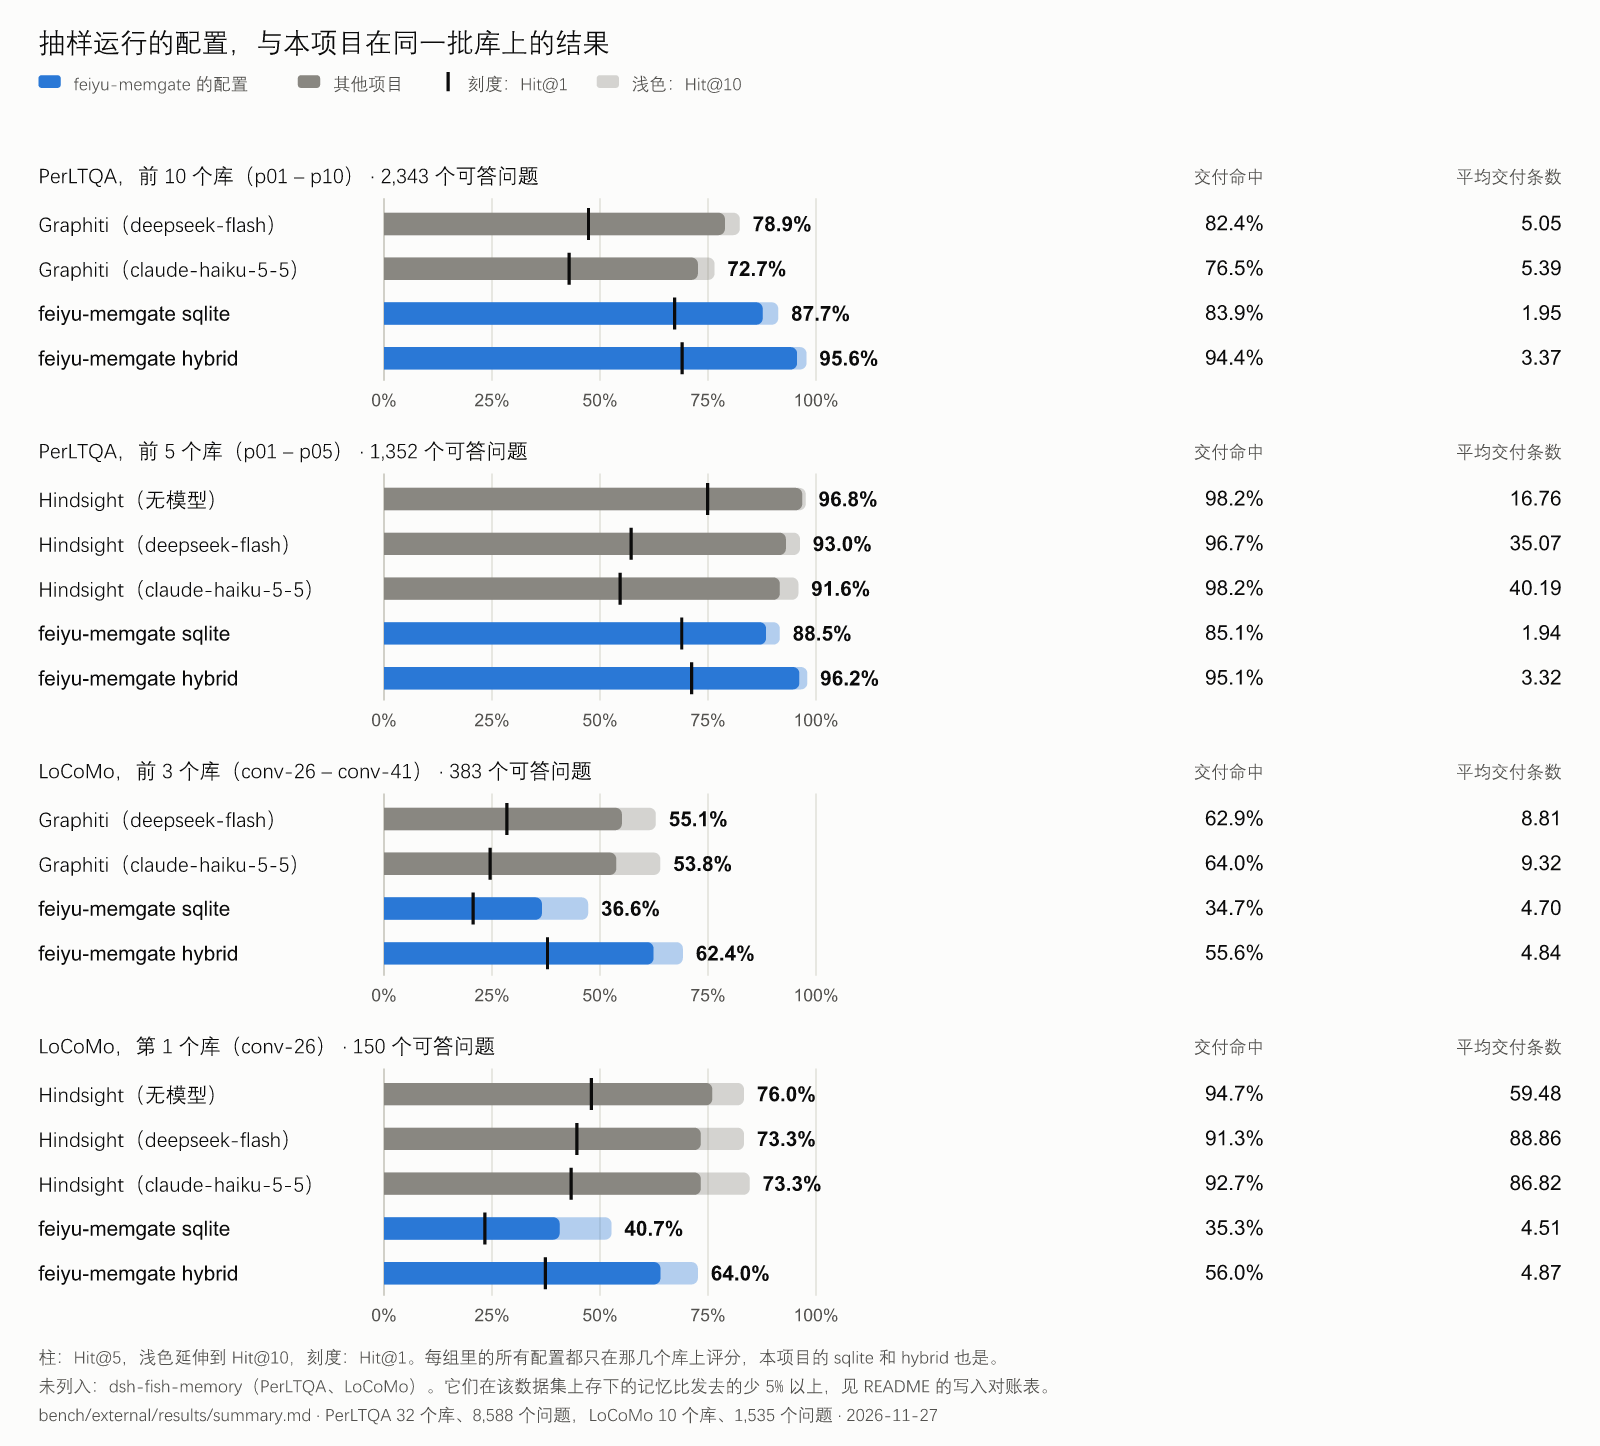 抽样运行的配置，与本项目在同一批库上的结果
feiyu-memgate 的配置 其他项目 刻度：Hit@1 浅色：Hit@10
PerLTQA，前 10 个库（p01 – p10） · 2,343 个可答问题 交付命中 平均交付条数
Graphiti（deepseek-flash） 78.9% 82.4% 5.05
Graphiti（claude-haiku-5-5） 72.7% 76.5% 5.39
feiyu-memgate sqlite 87.7% 83.9% 1.95
feiyu-memgate hybrid 95.6% 94.4% 3.37
0% 25% 50% 75% 100%
PerLTQA，前 5 个库（p01 – p05） · 1,352 个可答问题 交付命中 平均交付条数
Hindsight（无模型） 96.8% 98.2% 16.76
Hindsight（deepseek-flash） 93.0% 96.7% 35.07
Hindsight（claude-haiku-5-5） 91.6% 98.2% 40.19
feiyu-memgate sqlite 88.5% 85.1% 1.94
feiyu-memgate hybrid 96.2% 95.1% 3.32
0% 25% 50% 75% 100%
LoCoMo，前 3 个库（conv-26 – conv-41） · 383 个可答问题 交付命中 平均交付条数
Graphiti（deepseek-flash） 55.1% 62.9% 8.81
Graphiti（claude-haiku-5-5） 53.8% 64.0% 9.32
feiyu-memgate sqlite 36.6% 34.7% 4.70
feiyu-memgate hybrid 62.4% 55.6% 4.84
0% 25% 50% 75% 100%
LoCoMo，第 1 个库（conv-26） · 150 个可答问题 交付命中 平均交付条数
Hindsight（无模型） 76.0% 94.7% 59.48
Hindsight（deepseek-flash） 73.3% 91.3% 88.86
Hindsight（claude-haiku-5-5） 73.3% 92.7% 86.82
feiyu-memgate sqlite 40.7% 35.3% 4.51
feiyu-memgate hybrid 64.0% 56.0% 4.87
0% 25% 50% 75% 100%
柱：Hit@5，浅色延伸到 Hit@10，刻度：Hit@1。每组里的所有配置都只在那几个库上评分，本项目的 sqlite 和 hybrid 也是。
未列入：dsh-fish-memory（PerLTQA、LoCoMo）。它们在该数据集上存下的记忆比发去的少 5% 以上，见 README 的写入对账表。
bench/external/results/summary.md · PerLTQA 32 个库、8,588 个问题，LoCoMo 10 个库、1,535 个问题 · 2026-11-27